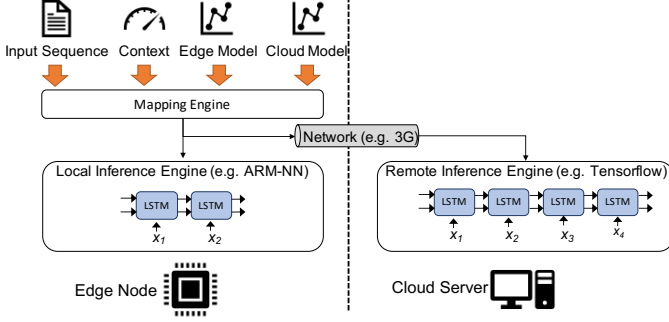 Input Sequence Context Edge Model Cloud Model
Mapping Engine
Network (e.g. 3G)
Local Inference Engine (e.g. ARM-NN)
LSTM LSTM
x1 x2
Remote Inference Engine (e.g. Tensorflow)
LSTM LSTM LSTM LSTM
x1 x2 x3 x4
Edge Node
Cloud Server